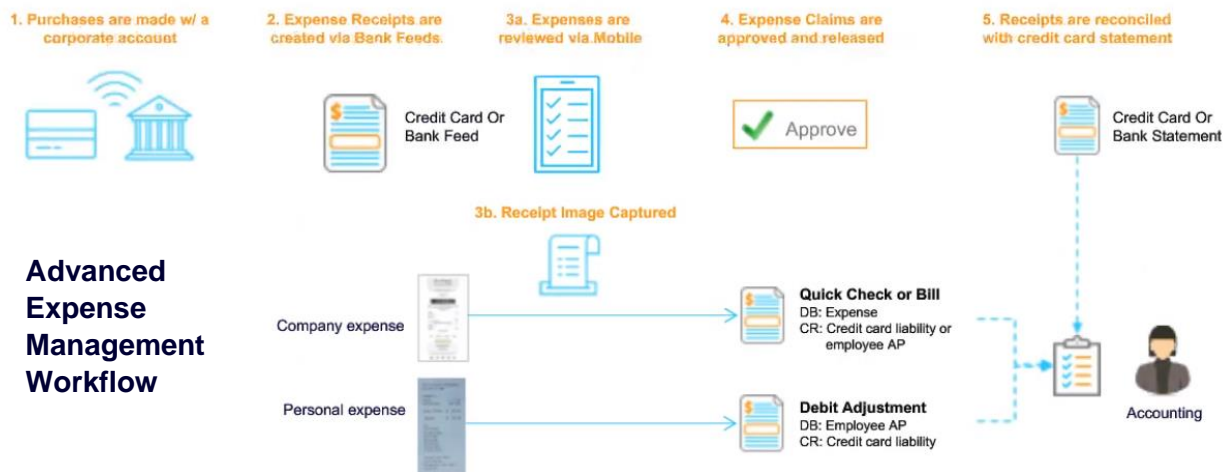 1. Purchases are made w/ a
corporate account
2. Expense Receipts are
created via Bank Feeds.
3a. Expenses are
reviewed via Mobile
4. Expense Claims are
approved and released
5. Receipts are reconciled
with credit card statement
Credit Card Or
Bank Feed
Approve
Credit Card Or
Bank Statement
3b. Receipt Image Captured
Advanced
Expense
Management
Workflow
Company expense
Quick Check or Bill
DB: Expense
CR: Credit card liability or
employee AP
Personal expense
Debit Adjustment
DB: Employee AP
CR: Credit card liability
Accounting